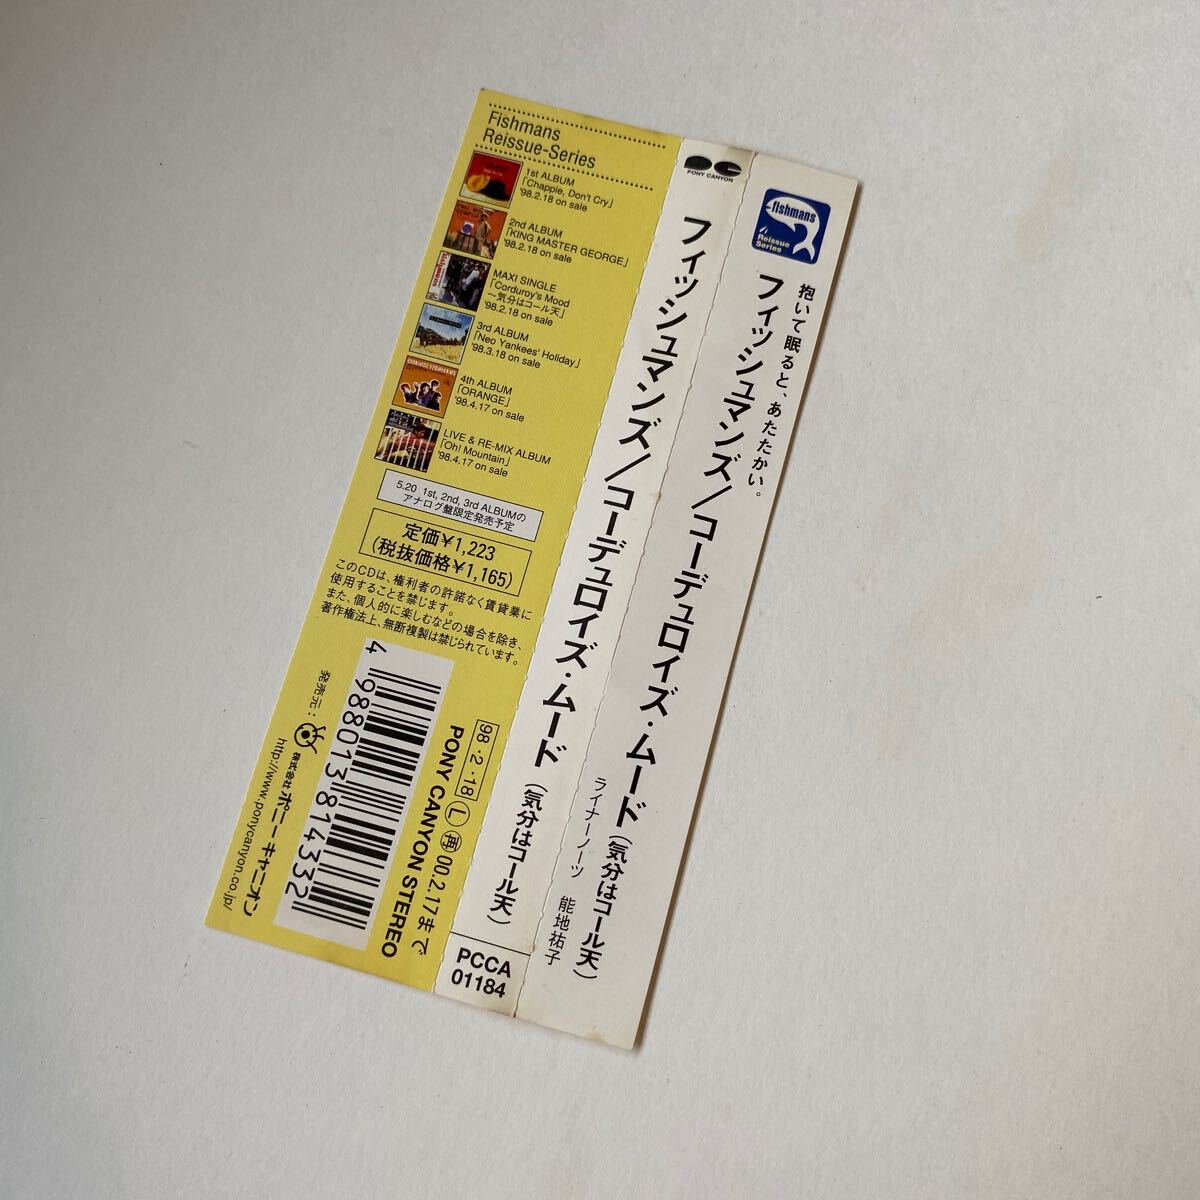 Fishmans
Reissue-Series
1st ALBUM
「Chappie, Don't Cry」
'98.2.18 on sale
2nd ALBUM
「KING MASTER GEORGE」
'98.2.18 on sale
MAXI SINGLE
「Corduroy's Mood
～気分はコール天」
'98.2.18 on sale
3rd ALBUM
「Neo Yankees' Holiday」
'98.3.18 on sale
4th ALBUM
「ORANGE」
'98.4.17 on sale
LIVE & RE-MIX ALBUM
「Oh! Mountain」
'98.4.17 on sale
5.20 1st, 2nd, 3rd ALBUMの
アナログ盤限定発売予定
定価¥1,223
(税抜価格¥1,165)
このCDは、権利者の許諾なく賃貸業に
使用することを禁じます。
また、個人的に楽しむなどの場合を除き、
著作権法上、無断複製は禁じられています。
4 988013 814332
98・2・18 Ⓛ 再 00.2.17まで
PONY CANYON STEREO
発売元：株式会社 ポニーキャニオン
http://www.ponycanyon.co.jp/
PONY CANYON
フィッシュマンズ／コーデュロイズ・ムード（気分はコール天）
PCCA
01184
fishmans
Reissue
Series
抱いて眠ると、あたたかい。
フィッシュマンズ／コーデュロイズ・ムード（気分はコール天）
ライナーノーツ 能地祐子